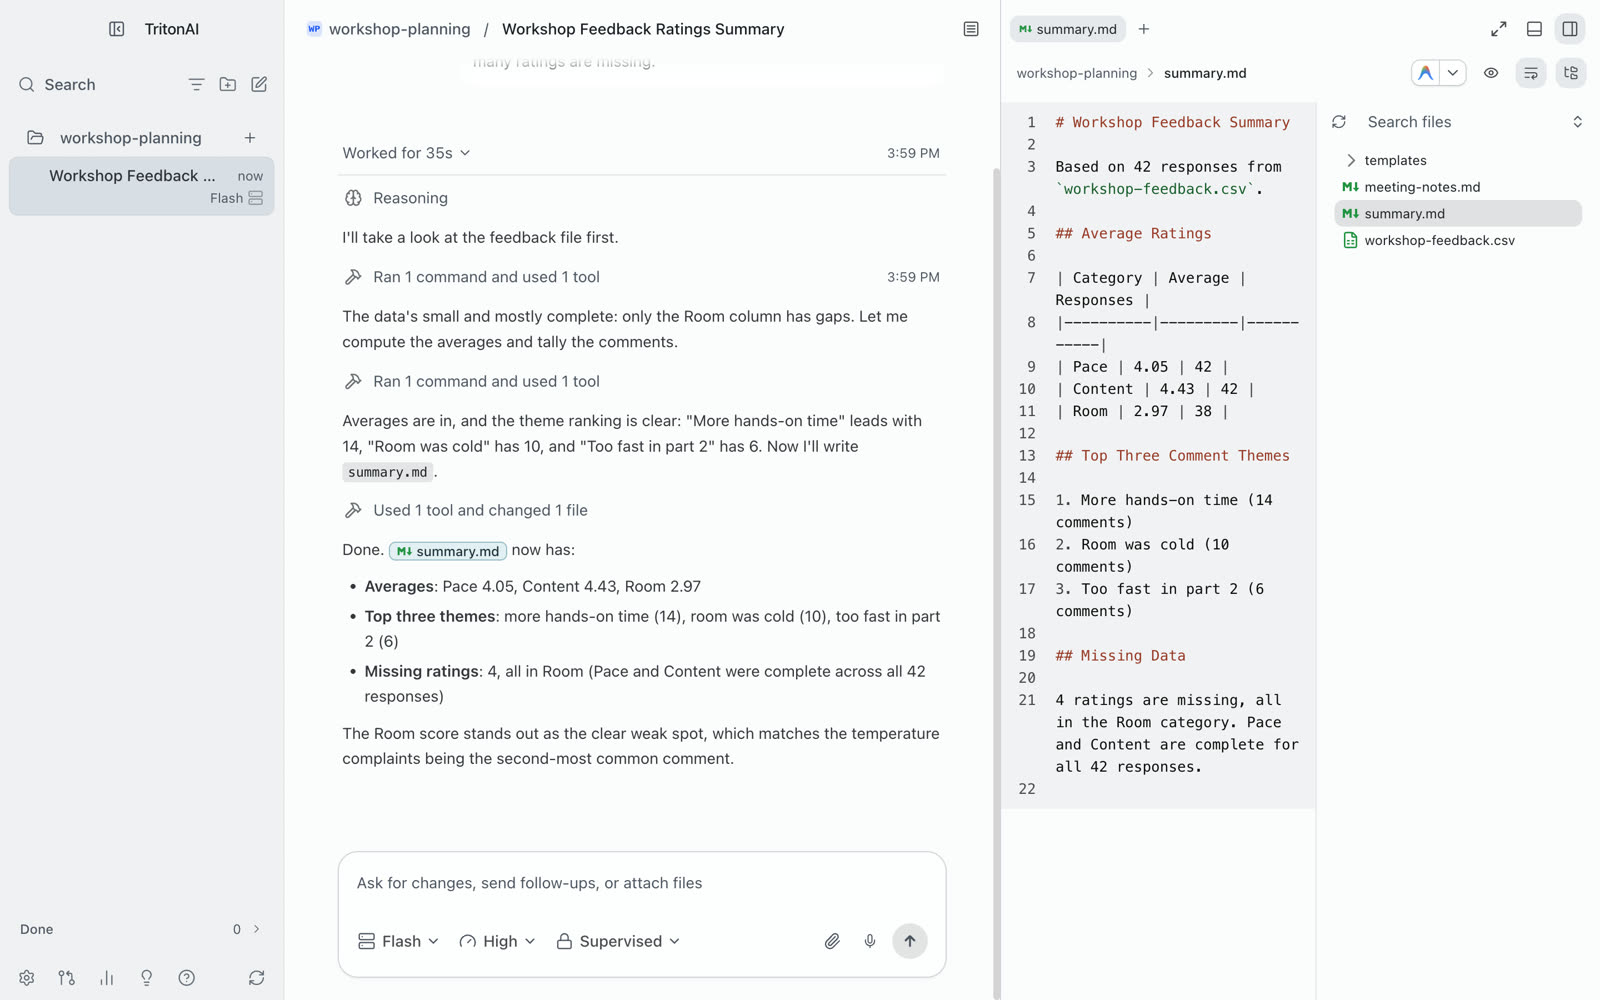 TritonAI
Search
workshop-planning
Workshop Feedback ... now
Flash
Done 0
WP workshop-planning / Workshop Feedback Ratings Summary
many ratings are missing.
Worked for 35s 3:59 PM
Reasoning
I'll take a look at the feedback file first.
Ran 1 command and used 1 tool 3:59 PM
The data's small and mostly complete: only the Room column has gaps. Let me
compute the averages and tally the comments.
Ran 1 command and used 1 tool
Averages are in, and the theme ranking is clear: "More hands-on time" leads with
14, "Room was cold" has 10, and "Too fast in part 2" has 6. Now I'll write
summary.md.
Used 1 tool and changed 1 file
Done. M↓ summary.md now has:
• Averages: Pace 4.05, Content 4.43, Room 2.97
• Top three themes: more hands-on time (14), room was cold (10), too fast in part
2 (6)
• Missing ratings: 4, all in Room (Pace and Content were complete across all 42
responses)
The Room score stands out as the clear weak spot, which matches the temperature
complaints being the second-most common comment.
Ask for changes, send follow-ups, or attach files
Flash High Supervised
M↓ summary.md
workshop-planning > summary.md
1 # Workshop Feedback Summary
2
3 Based on 42 responses from
`workshop-feedback.csv`.
4
5 ## Average Ratings
6
7 | Category | Average |
Responses |
8 |----------|---------|------
-----|
9 | Pace | 4.05 | 42 |
10 | Content | 4.43 | 42 |
11 | Room | 2.97 | 38 |
12
13 ## Top Three Comment Themes
14
15 1. More hands-on time (14
comments)
16 2. Room was cold (10
comments)
17 3. Too fast in part 2 (6
comments)
18
19 ## Missing Data
20
21 4 ratings are missing, all
in the Room category. Pace
and Content are complete for
all 42 responses.
22
Search files
templates
M↓ meeting-notes.md
M↓ summary.md
workshop-feedback.csv